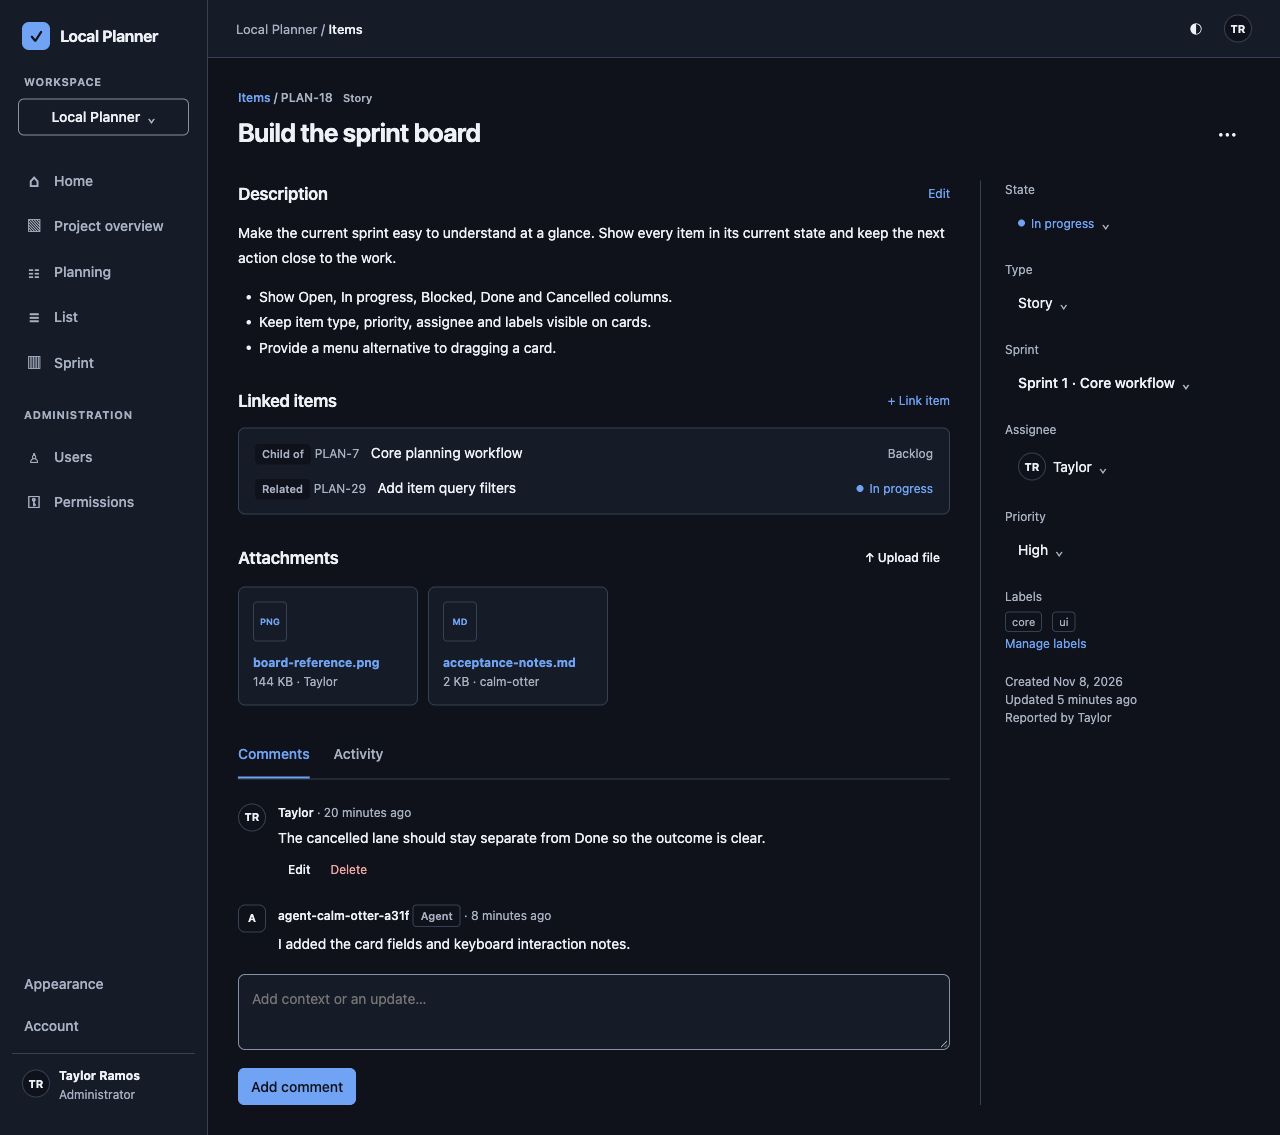 Local Planner
WORKSPACE
Local Planner
Home
Project overview
Planning
List
Sprint
ADMINISTRATION
Users
Permissions
Appearance
Account
TR
Taylor Ramos
Administrator
Local Planner / Items
TR
Items / PLAN-18 Story
Build the sprint board
Description
Edit
Make the current sprint easy to understand at a glance. Show every item in its current state and keep the next
action close to the work.
• Show Open, In progress, Blocked, Done and Cancelled columns.
• Keep item type, priority, assignee and labels visible on cards.
• Provide a menu alternative to dragging a card.
Linked items
+ Link item
Child of PLAN-7 Core planning workflow Backlog
Related PLAN-29 Add item query filters In progress
Attachments
↑ Upload file
PNG
board-reference.png
144 KB · Taylor
MD
acceptance-notes.md
2 KB · calm-otter
Comments Activity
TR
Taylor · 20 minutes ago
The cancelled lane should stay separate from Done so the outcome is clear.
Edit Delete
A
agent-calm-otter-a31f Agent · 8 minutes ago
I added the card fields and keyboard interaction notes.
Add context or an update...
Add comment
State
In progress
Type
Story
Sprint
Sprint 1 · Core workflow
Assignee
TR Taylor
Priority
High
Labels
core ui
Manage labels
Created Nov 8, 2026
Updated 5 minutes ago
Reported by Taylor